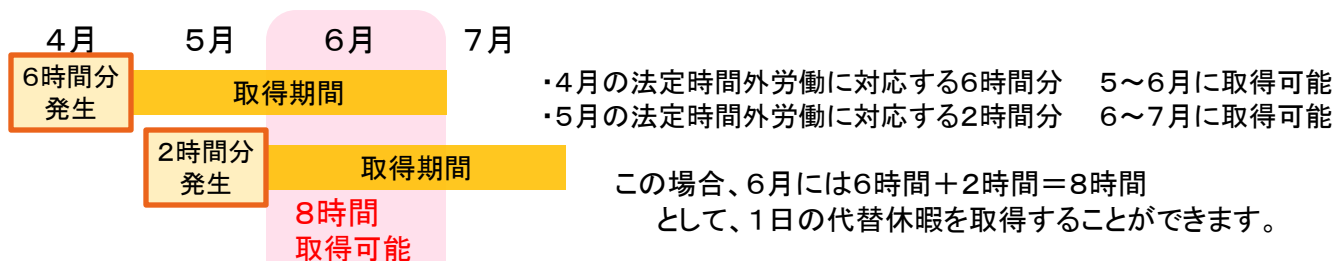 4月 5月 6月 7月
6時間分
発生
取得期間
2時間分
発生
取得期間
8時間
取得可能
・4月の法定時間外労働に対応する6時間分 5~6月に取得可能
・5月の法定時間外労働に対応する2時間分 6~7月に取得可能
この場合、6月には6時間+2時間=8時間
として、1日の代替休暇を取得することができます。